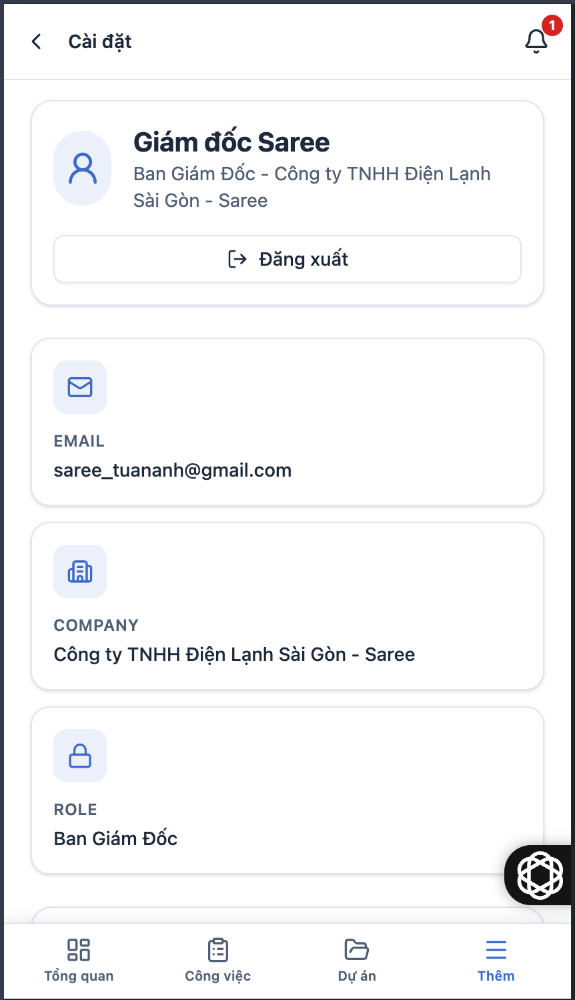 Cài đặt
1
Giám đốc Saree
Ban Giám Đốc - Công ty TNHH Điện Lạnh
Sài Gòn - Saree
Đăng xuất
EMAIL
saree_tuananh@gmail.com
COMPANY
Công ty TNHH Điện Lạnh Sài Gòn - Saree
ROLE
Ban Giám Đốc
Tổng quan
Công việc
Dự án
Thêm